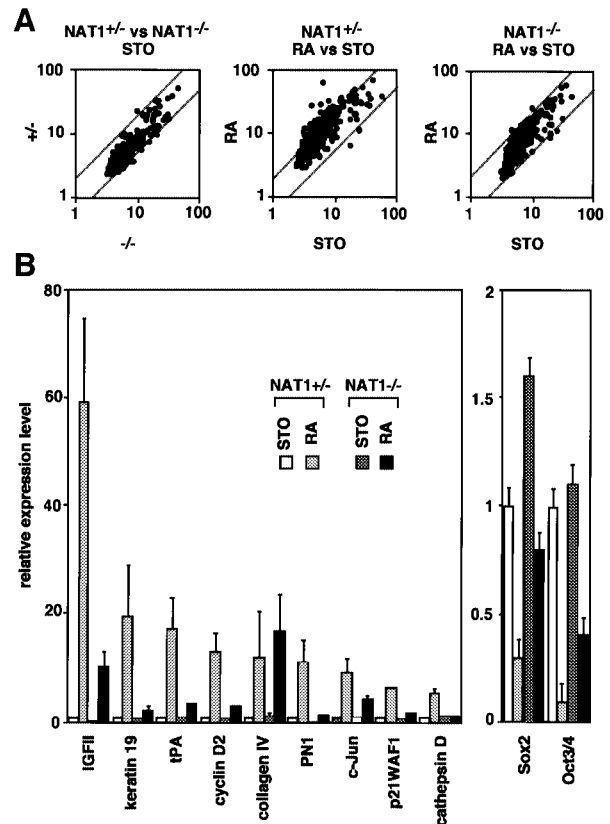 A
NAT1+/- vs NAT1-/-
STO
NAT1+/-
RA vs STO
NAT1-/-
RA vs STO
100
10
1
+/-
1 10 100
-/-
100
10
1
RA
1 10 100
STO
100
10
1
RA
1 10 100
STO
B
80
60
40
20
0
relative expression level
NAT1+/- NAT1-/-
STO RA STO RA
IGFII
keratin 19
tPA
cyclin D2
collagen IV
PN1
c-Jun
p21WAF1
cathepsin D
2
1.5
1
0.5
0
Sox2
Oct3/4